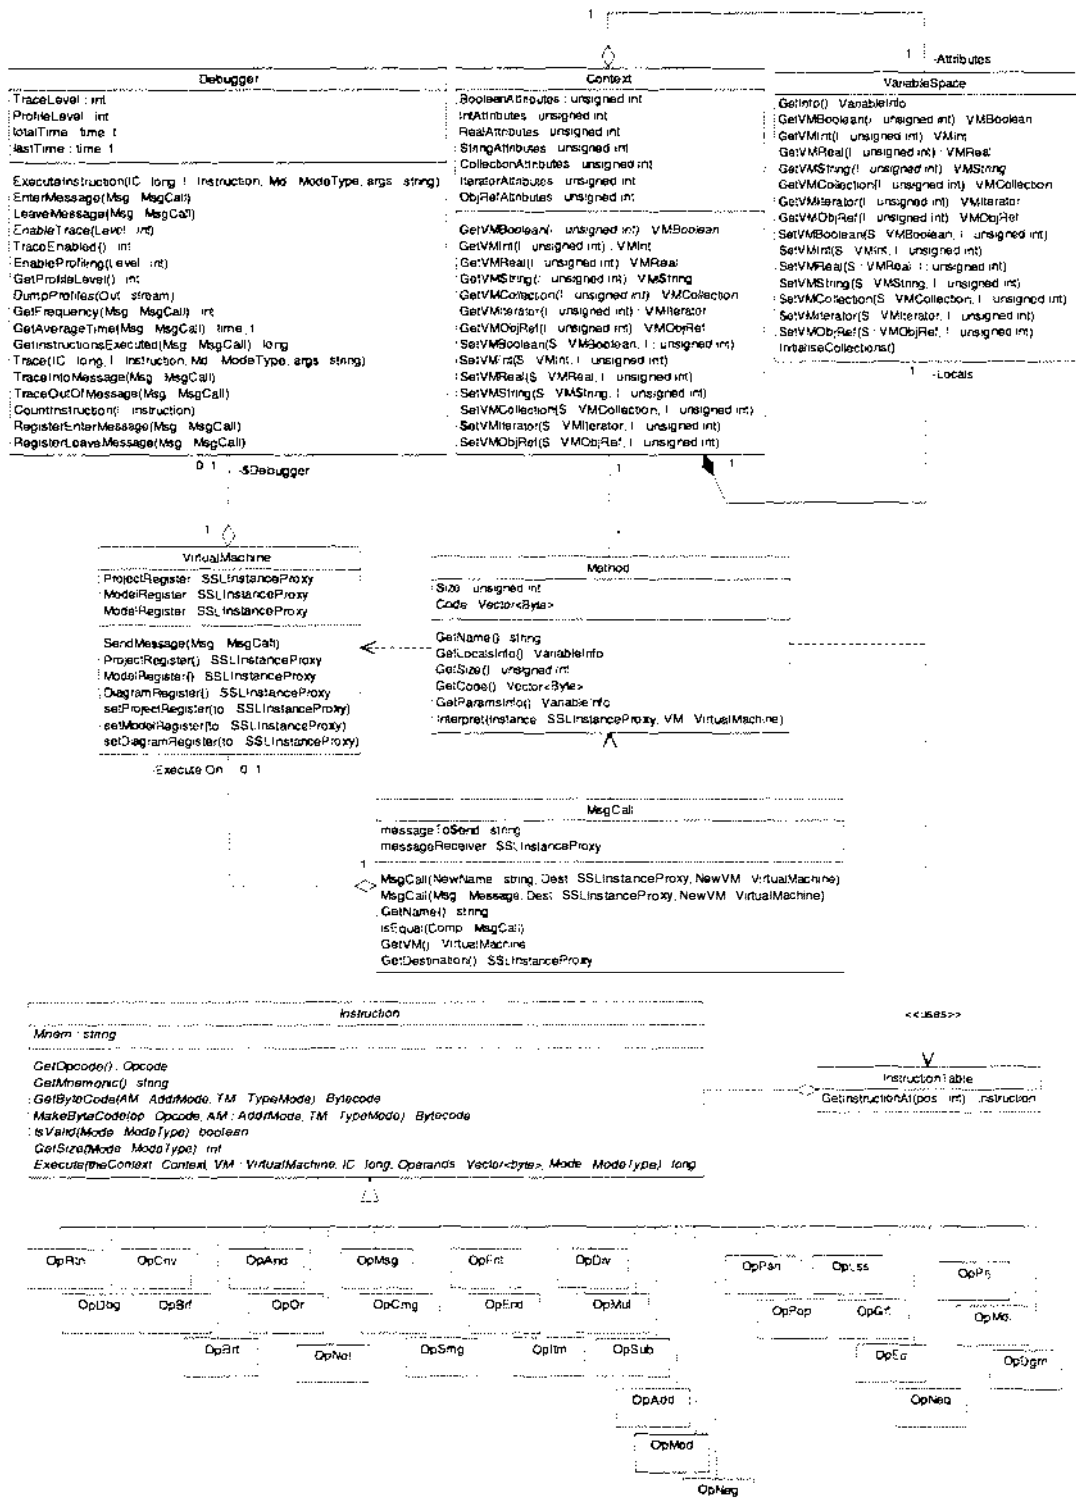 1
1
-Attributes
Debugger
TraceLevel : int
ProfileLevel int
totalTime time_t
lastTime : time_t
ExecuteInstruction(IC long I Instruction, Md ModeType, args string)
EnterMessage(Msg MsgCall)
LeaveMessage(Msg MsgCall)
EnableTrace(Level int)
TraceEnabled() int
EnableProfiling(Level int)
GetProfileLevel() int
DumpProfiles(Out stream)
GetFrequency(Msg MsgCall) int
GetAverageTime(Msg MsgCall) time_t
GetInstructionsExecuted(Msg MsgCall) long
Trace(IC long, I Instruction, Md ModeType, args string)
TraceIntoMessage(Msg MsgCall)
TraceOutOfMessage(Msg MsgCall)
CountInstruction(I Instruction)
RegisterEnterMessage(Msg MsgCall)
RegisterLeaveMessage(Msg MsgCall)
Context
BooleanAttributes : unsigned int
IntAttributes unsigned int
RealAttributes unsigned int
StringAttributes unsigned int
CollectionAttributes unsigned int
IteratorAttributes unsigned int
ObjRefAttributes unsigned int
GetVMBoolean(I unsigned int) VMBoolean
GetVMInt(I unsigned int) . VMInt
GetVMReal(I unsigned int) VMReal
GetVMString(I unsigned int) VMString
GetVMCollection(I unsigned int) VMCollection
GetVMIterator(I unsigned int) VMIterator
GetVMObjRef(I unsigned int) VMObjRef
SetVMBoolean(S VMBoolean, I : unsigned int)
SetVMInt(S VMInt, I unsigned int)
SetVMReal(S VMReal, I unsigned int)
SetVMString(S VMString, I unsigned int)
SetVMCollection(S VMCollection, I unsigned int)
SetVMIterator(S VMIterator, I unsigned int)
SetVMObjRef(S VMObjRef, I unsigned int)
VariableSpace
GetInfo() VariableInfo
GetVMBoolean(I unsigned int) VMBoolean
GetVMInt(I unsigned int) VMInt
GetVMReal(I unsigned int) VMReal
GetVMString(I unsigned int) VMString
GetVMCollection(I unsigned int) VMCollection
GetVMIterator(I unsigned int) VMIterator
GetVMObjRef(I unsigned int) VMObjRef
SetVMBoolean(S VMBoolean, I unsigned int)
SetVMInt(S VMInt, I unsigned int)
SetVMReal(S : VMReal I : unsigned int)
SetVMString(S VMString, I unsigned int)
SetVMCollection(S VMCollection, I unsigned int)
SetVMIterator(S VMIterator, I unsigned int)
SetVMObjRef(S VMObjRef, I unsigned int)
InitialiseCollections()
1 -Locals
0 1 -$Debugger
1
1
1
VirtualMachine
ProjectRegister SSLInstanceProxy
ModelRegister SSLInstanceProxy
ModelRegister SSLInstanceProxy
SendMessage(Msg MsgCall)
ProjectRegister() SSLInstanceProxy
ModelRegister() SSLInstanceProxy
DiagramRegister() SSLInstanceProxy
setProjectRegister(to SSLInstanceProxy)
setModelRegister(to SSLInstanceProxy)
setDiagramRegister(to SSLInstanceProxy)
-Execute On 0 1
Method
Size unsigned int
Code Vector<Byte>
GetName() string
GetLocalsInfo() VariableInfo
GetSize() unsigned int
GetCode() Vector<Byte>
GetParamsInfo() VariableInfo
Interpret(Instance SSLInstanceProxy, VM VirtualMachine)
MsgCall
messageToSend string
messageReceiver SSLInstanceProxy
1
MsgCall(NewName string, Dest SSLInstanceProxy, NewVM VirtualMachine)
MsgCall(Msg Message, Dest SSLInstanceProxy, NewVM VirtualMachine)
GetName() string
isEqual(Comp MsgCall)
GetVM() VirtualMachine
GetDestination() SSLInstanceProxy
Instruction
Mnem : string
GetOpcode() . Opcode
GetMnemonic() string
GetByteCode(AM AddrMode, TM TypeMode) Bytecode
MakeByteCode(op Opcode, AM : AddrMode, TM TypeMode) Bytecode
isValid(Mode ModeType) boolean
GetSize(Mode ModeType) int
Execute(theContext Context, VM : VirtualMachine, IC long, Operands Vector<byte>, Mode ModeType) long
<<uses>>
InstructionTable
GetInstructionAt(pos int) Instruction
OpRtn OpCnv OpAnd OpMsg OpEnt OpDiv OpPsh OpLss OpPrj
OpDbg OpBrf OpOr OpCmg OpEnd OpMul OpPop OpGrt OpMdl
OpBrt OpNot OpSmg OpItm OpSub OpEq OpDgm
OpAdd OpNeq
OpMod
OpNeg